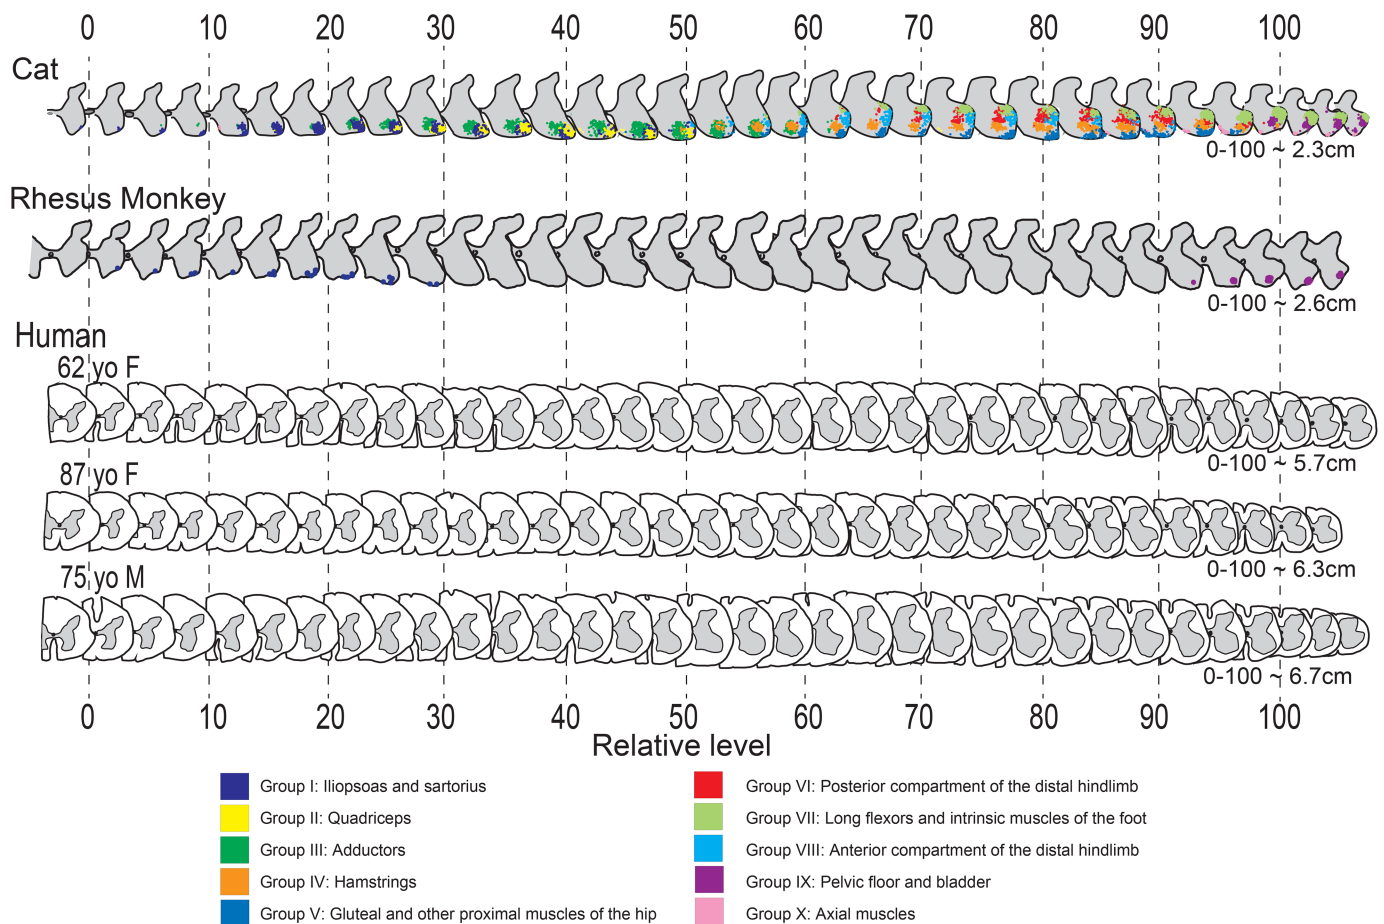 0 10 20 30 40 50 60 70 80 90 100
Cat
0-100 ~ 2.3cm
Rhesus Monkey
0-100 ~ 2.6cm
Human
62 yo F
0-100 ~ 5.7cm
87 yo F
0-100 ~ 6.3cm
75 yo M
0-100 ~ 6.7cm
0 10 20 30 40 50 60 70 80 90 100
Relative level
Group I: Iliopsoas and sartorius
Group II: Quadriceps
Group III: Adductors
Group IV: Hamstrings
Group V: Gluteal and other proximal muscles of the hip
Group VI: Posterior compartment of the distal hindlimb
Group VII: Long flexors and intrinsic muscles of the foot
Group VIII: Anterior compartment of the distal hindlimb
Group IX: Pelvic floor and bladder
Group X: Axial muscles